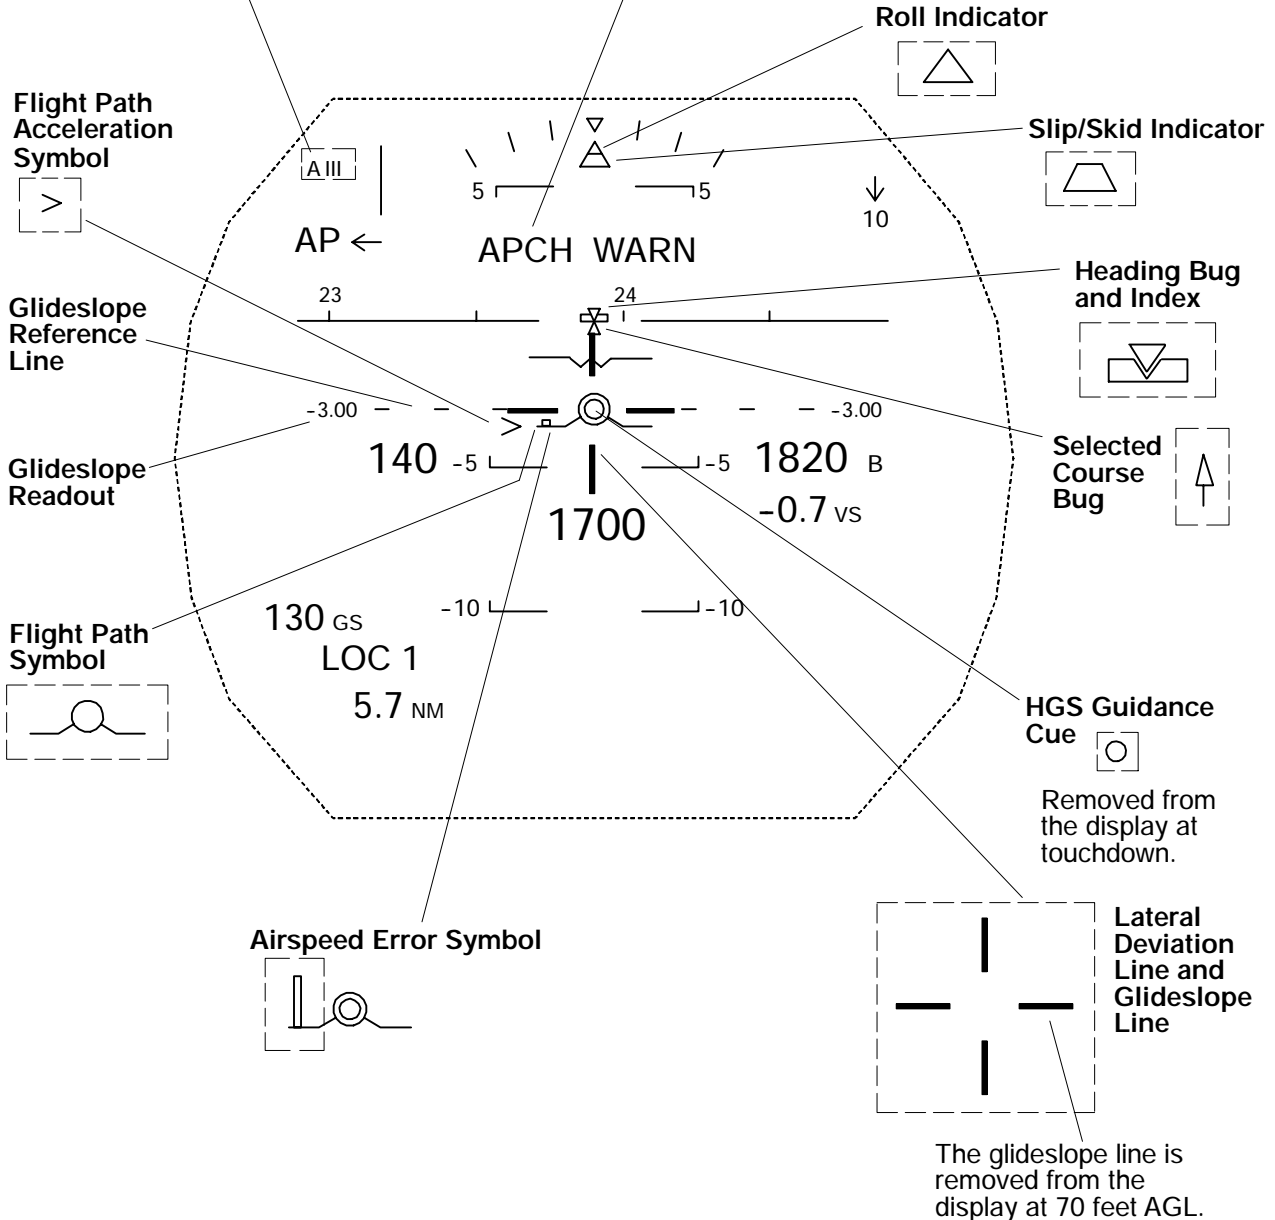 Roll Indicator
Flight Path
Acceleration
Symbol
Slip/Skid Indicator
A III
5
5
10
AP
APCH WARN
Heading Bug
and Index
23
24
Glideslope
Reference
Line
-3.00
-3.00
140
-5
-5
1820 B
Selected
Course
Bug
Glideslope
Readout
-0.7 VS
1700
-10
-10
130 GS
LOC 1
5.7 NM
Flight Path
Symbol
HGS Guidance
Cue
Removed from
the display at
touchdown.
Airspeed Error Symbol
Lateral
Deviation
Line and
Glideslope
Line
The glideslope line is
removed from the
display at 70 feet AGL.